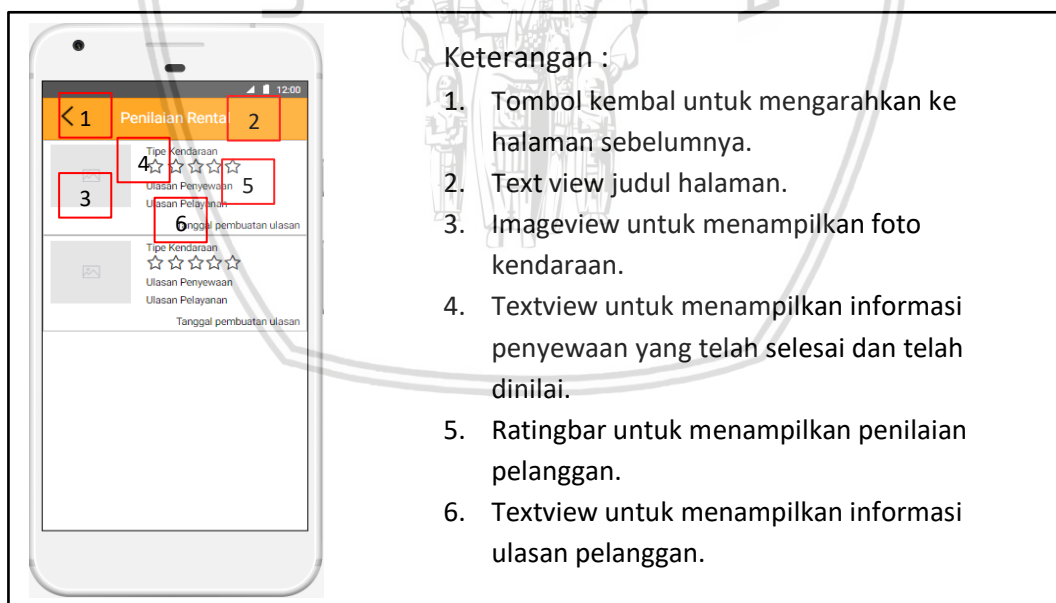 12:00
1
Penilaian Rental
2
Tipe Kendaraan
4
5
3
Ulasan Penyewaan
Ulasan Pelayanan
6
Tanggal pembuatan ulasan
Tipe Kendaraan
Ulasan Penyewaan
Ulasan Pelayanan
Tanggal pembuatan ulasan
Keterangan :
1. Tombol kembal untuk mengarahkan ke
halaman sebelumnya.
2. Text view judul halaman.
3. Imageview untuk menampilkan foto
kendaraan.
4. Textview untuk menampilkan informasi
penyewaan yang telah selesai dan telah
dinilai.
5. Ratingbar untuk menampilkan penilaian
pelanggan.
6. Textview untuk menampilkan informasi
ulasan pelanggan.